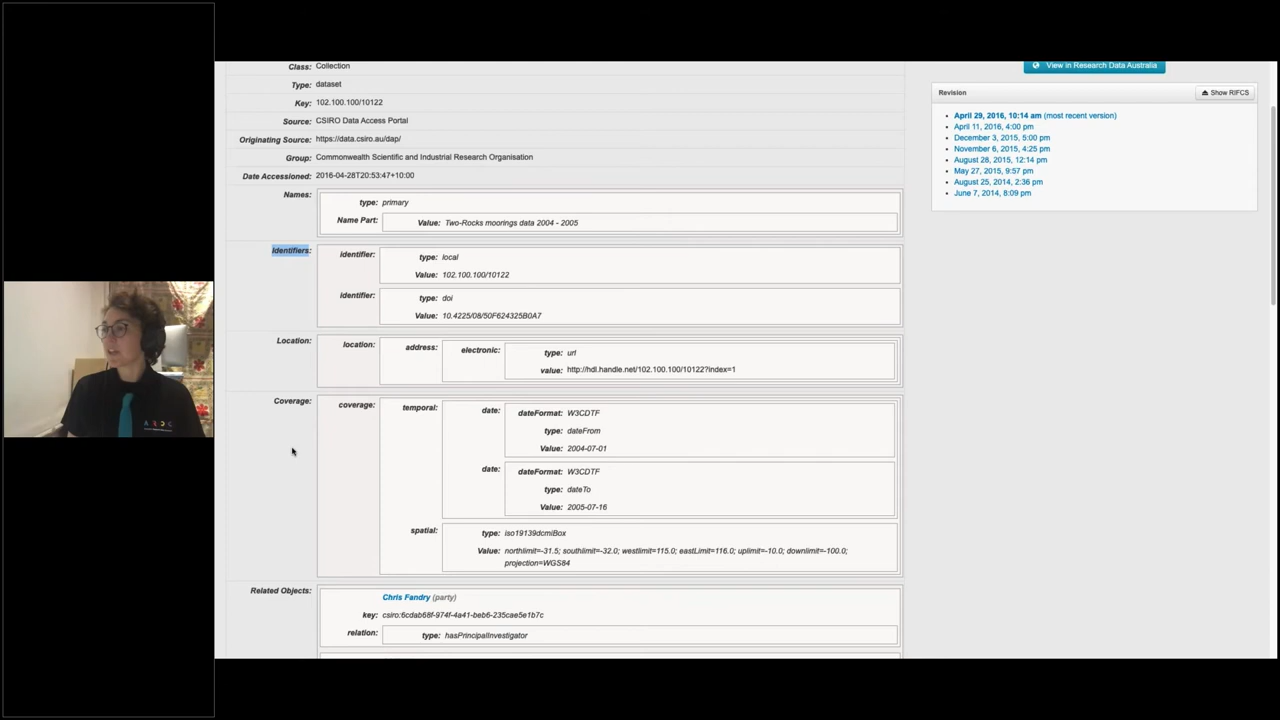 Class: Collection
Type: dataset
Key: 102.100.100/10122
Source: CSIRO Data Access Portal
Originating Source: https://data.csiro.au/dap/
Group: Commonwealth Scientific and Industrial Research Organisation
Date Accessioned: 2016-04-28T20:53:47+10:00
Names:
type: primary
Name Part: Value: Two-Rocks moorings data 2004 - 2005
Identifiers:
identifier: type: local
Value: 102.100.100/10122
identifier: type: doi
Value: 10.4225/08/50F624325B0A7
Location: location: address: electronic: type: url
value: http://hdl.handle.net/102.100.100/10122?index=1
Coverage: coverage: temporal: date: dateFormat: W3CDTF
type: dateFrom
Value: 2004-07-01
date: dateFormat: W3CDTF
type: dateTo
Value: 2005-07-16
spatial: type: iso19139dcmiBox
Value: northlimit=-31.5; southlimit=-32.0; westlimit=115.0; eastLimit=116.0; uplimit=-10.0; downlimit=-100.0;
projection=WGS84
Related Objects:
Chris Fandry (party)
key: csiro:6cdab68f-974f-4a41-beb6-235cae5e1b7c
relation: type: hasPrincipalInvestigator
View in Research Data Australia
Revision
Show RIFCS
April 29, 2016, 10:14 am (most recent version)
April 11, 2016, 4:00 pm
December 3, 2015, 5:00 pm
November 6, 2015, 4:25 pm
August 28, 2015, 12:14 pm
May 27, 2015, 9:57 pm
August 25, 2014, 2:36 pm
June 7, 2014, 8:09 pm